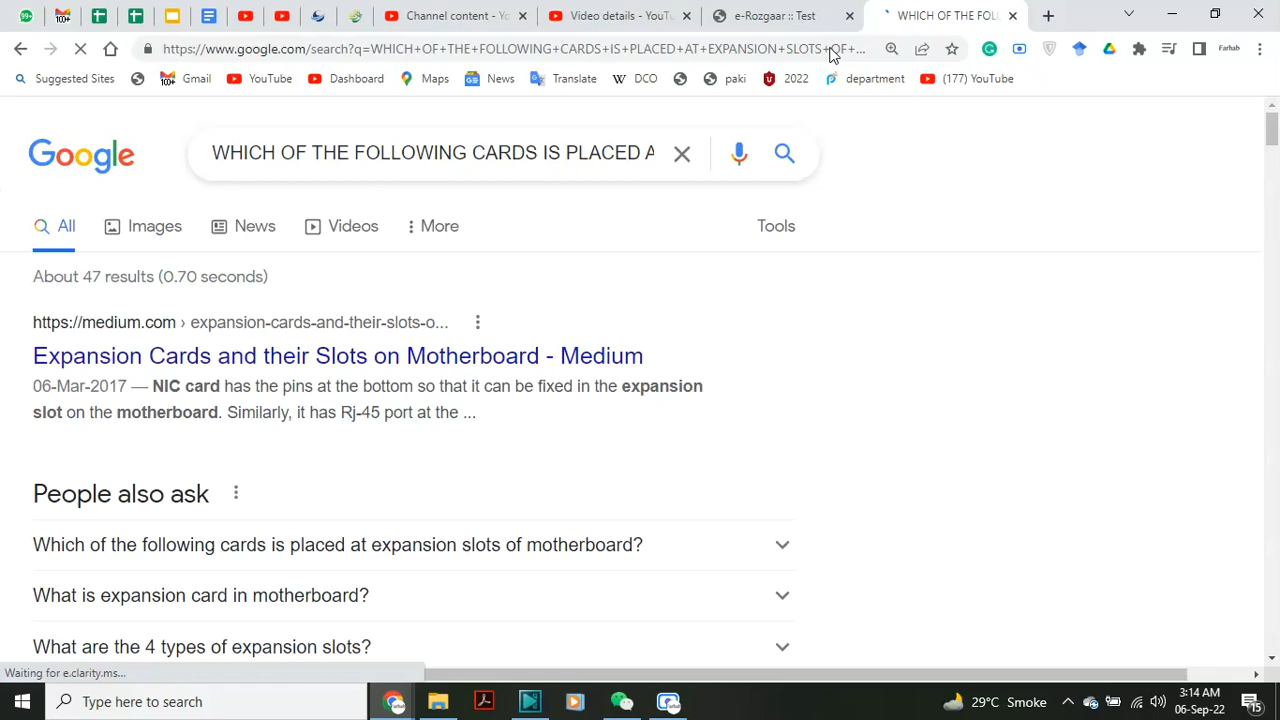 99+
Channel content - Yo
Video details - YouTu
e-Rozgaar :: Test
WHICH OF THE FOLL
https://www.google.com/search?q=WHICH+OF+THE+FOLLOWING+CARDS+IS+PLACED+AT+EXPANSION+SLOTS+OF+...
Farhab
Suggested Sites
100+
Gmail
YouTube
Dashboard
Maps
News
Translate
W
DCO
paki
2022
department
(177) YouTube
Google
WHICH OF THE FOLLOWING CARDS IS PLACED A
All
Images
News
Videos
More
Tools
About 47 results (0.70 seconds)
https://medium.com › expansion-cards-and-their-slots-o...
Expansion Cards and their Slots on Motherboard - Medium
06-Mar-2017 — NIC card has the pins at the bottom so that it can be fixed in the expansion
slot on the motherboard. Similarly, it has Rj-45 port at the ...
People also ask
Which of the following cards is placed at expansion slots of motherboard?
What is expansion card in motherboard?
What are the 4 types of expansion slots?
Waiting for e.clarity.ms...
Type here to search
29°C Smoke
3:14 AM
06-Sep-22
15